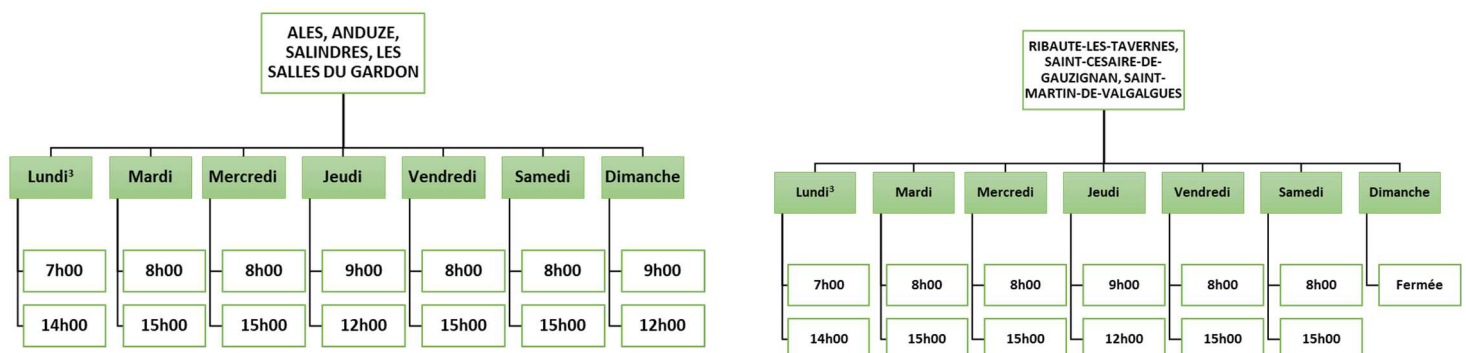 ALES, ANDUZE,
SALINDRES, LES
SALLES DU GARDON
Lundi³ Mardi Mercredi Jeudi Vendredi Samedi Dimanche
7h00 8h00 8h00 9h00 8h00 8h00 9h00
14h00 15h00 15h00 12h00 15h00 15h00 12h00
RIBAUTE-LES-TAVERNES,
SAINT-CESAIRE-DE-
GAUZIGNAN, SAINT-
MARTIN-DE-VALGALGUES
Lundi³ Mardi Mercredi Jeudi Vendredi Samedi Dimanche
7h00 8h00 8h00 9h00 8h00 8h00 Fermée
14h00 15h00 15h00 12h00 15h00 15h00